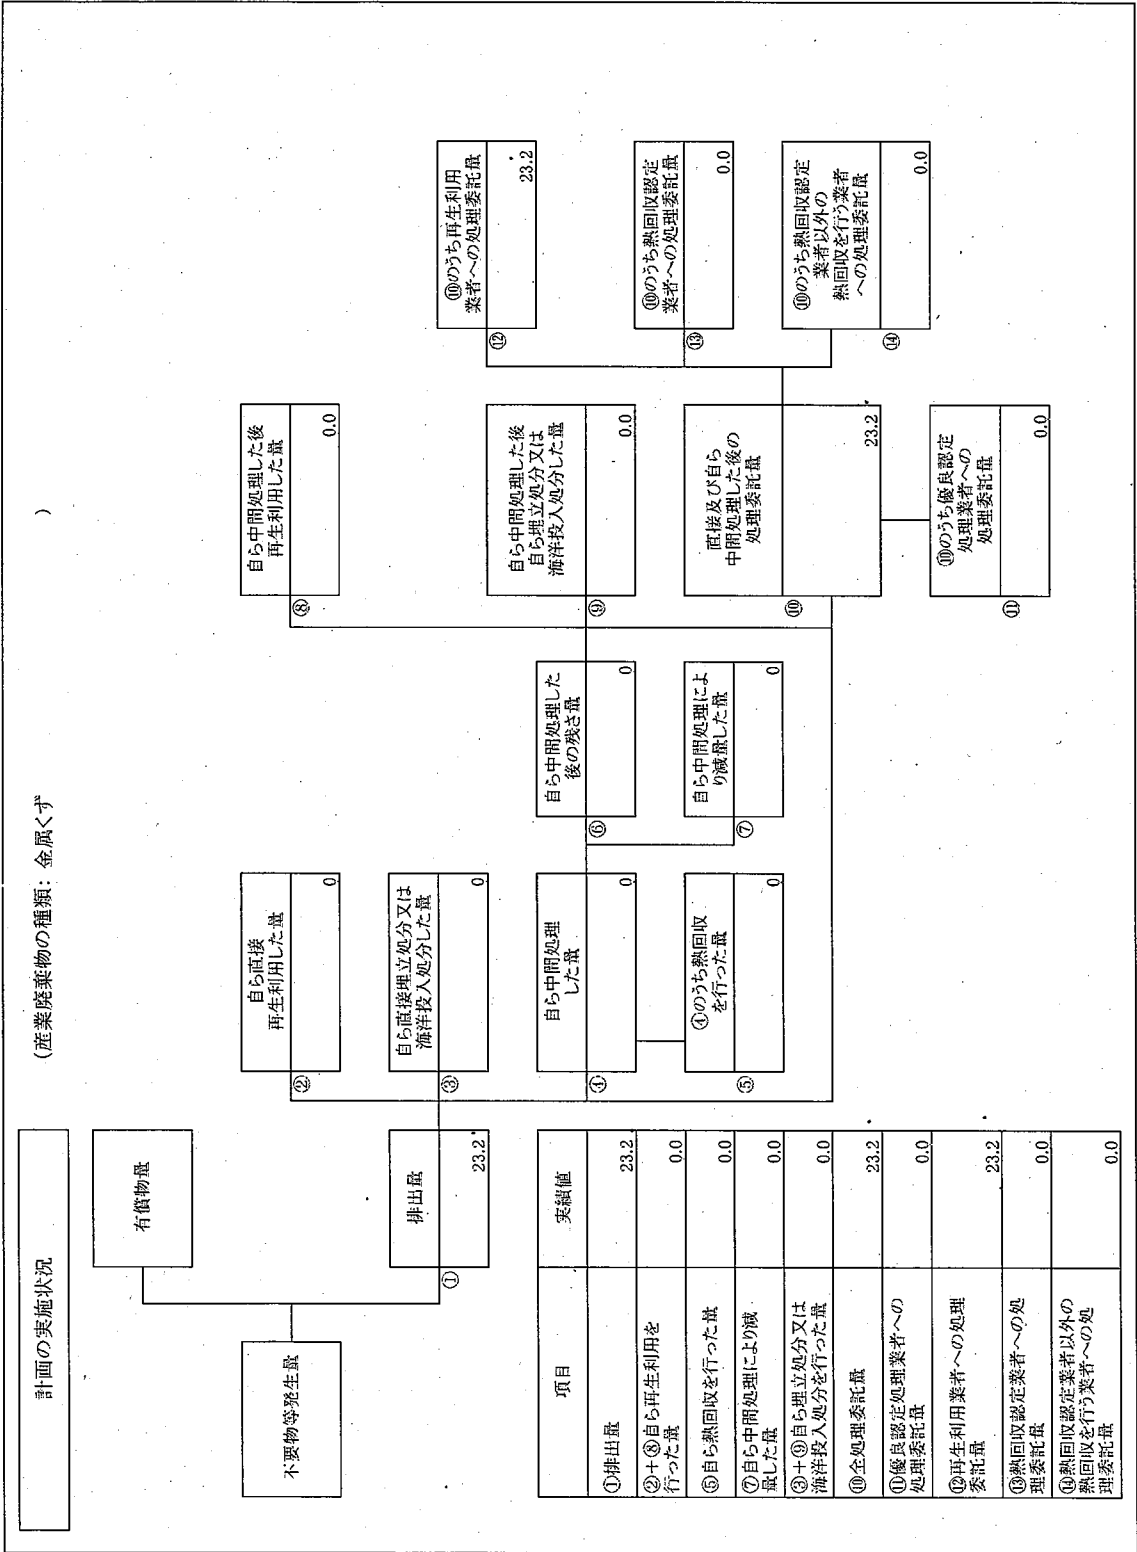 計画の実施状況
(産業廃棄物の種類: 金属くず
)
不要物等発生量
有償物量
①
排出量
23.2
②
自ら直接
再生利用した量
0
③
自ら直接埋立処分又は
海洋投入処分した量
0
④
自ら中間処理
した量
0
⑤
④のうち熱回収
を行った量
0
⑥
自ら中間処理した
後の残さ量
0
⑦
自ら中間処理によ
り減量した量
0
⑧
自ら中間処理した後
再生利用した量
0.0
⑨
自ら中間処理した後
自ら埋立処分又は
海洋投入処分した量
0.0
⑩
直接及び自ら
中間処理した後の
処理委託量
23.2
⑪
⑩のうち優良認定
処理業者への
処理委託量
0.0
⑫
⑩のうち再生利用
業者への処理委託量
23.2
⑬
⑩のうち熱回収認定
業者への処理委託量
0.0
⑭
⑩のうち熱回収認定
業者以外の
熱回収を行う業者
への処理委託量
0.0
項目 実績値
①排出量 23.2
②+⑧自ら再生利用を
行った量 0.0
⑤自ら熱回収を行った量 0.0
⑦自ら中間処理により減
量した量 0.0
③+⑨自ら埋立処分又は
海洋投入処分を行った量 0.0
⑩全処理委託量 23.2
⑪優良認定処理業者への
処理委託量 0.0
⑫再生利用業者への処理
委託量 23.2
⑬熱回収認定業者への処
理委託量 0.0
⑭熱回収認定業者以外の
熱回収を行う業者への処
理委託量 0.0